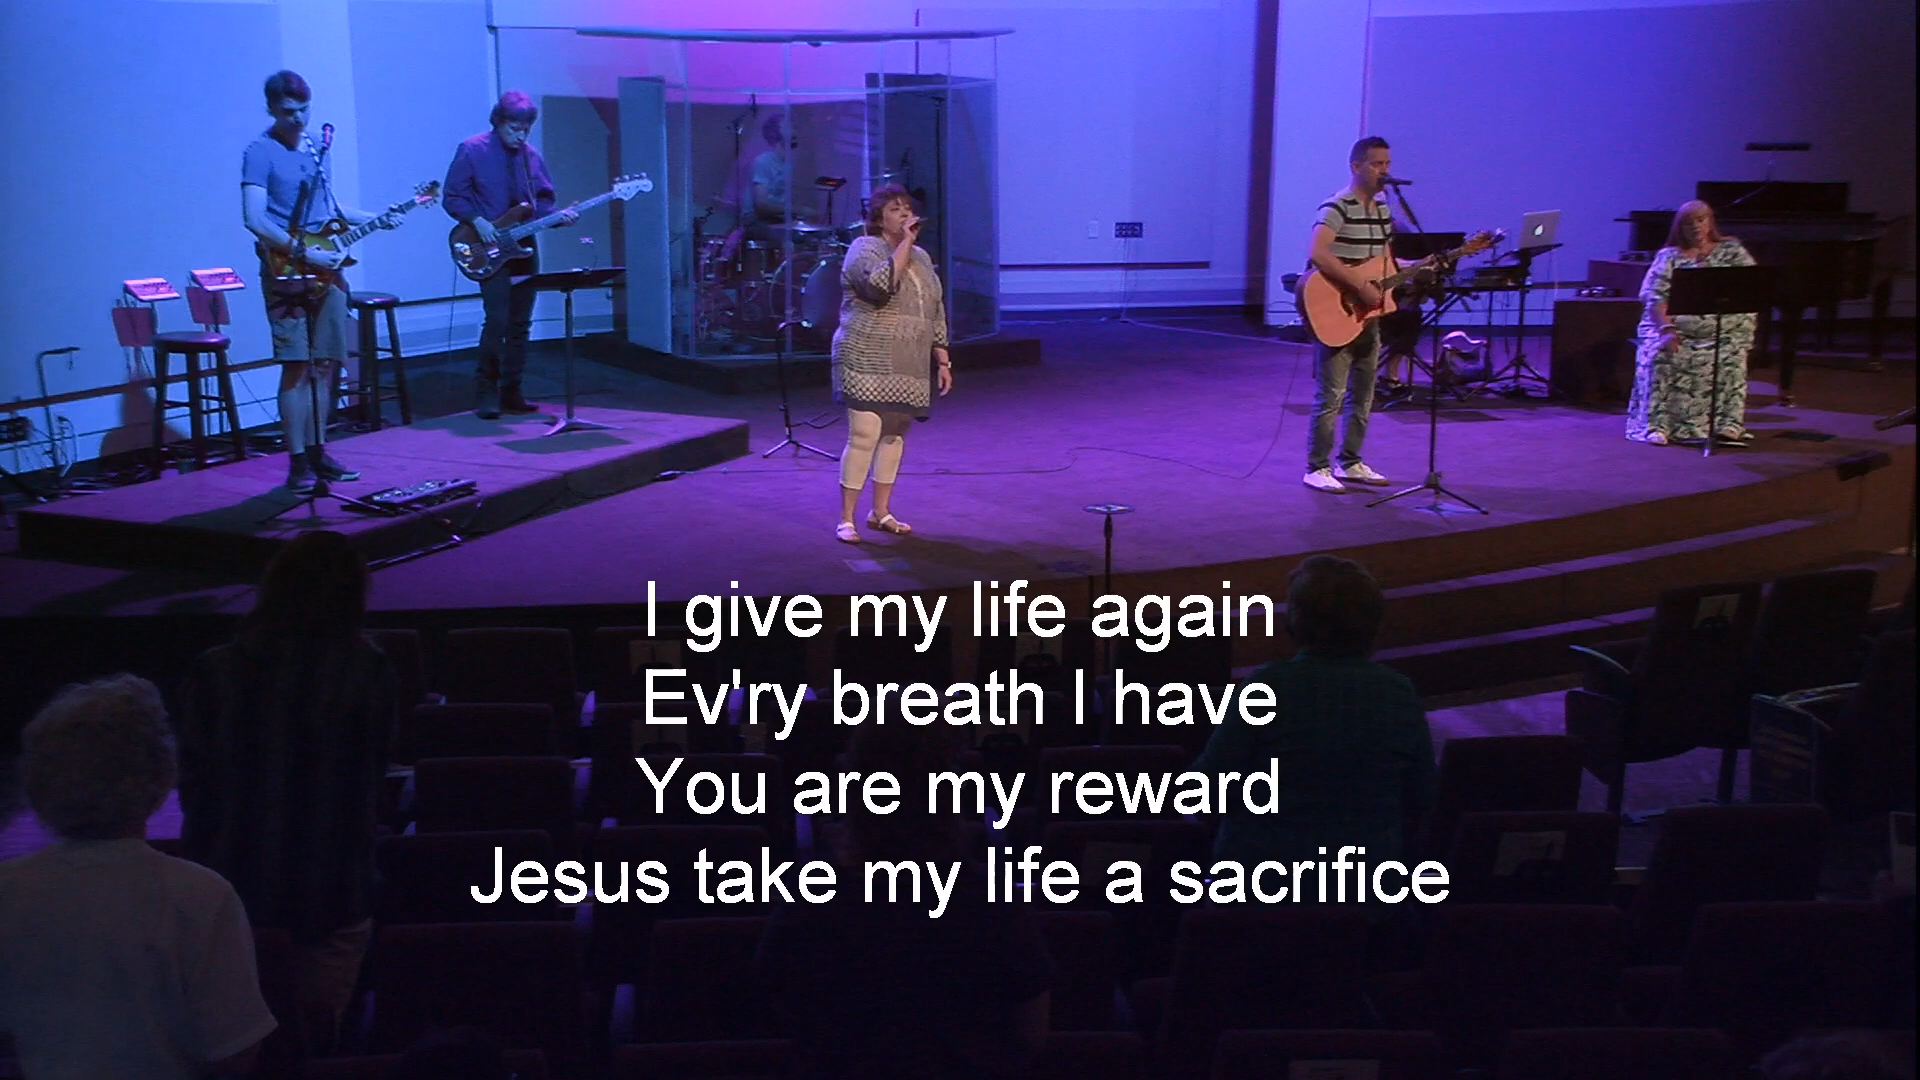 I give my life again
Ev'ry breath I have
You are my reward
Jesus take my life a sacrifice